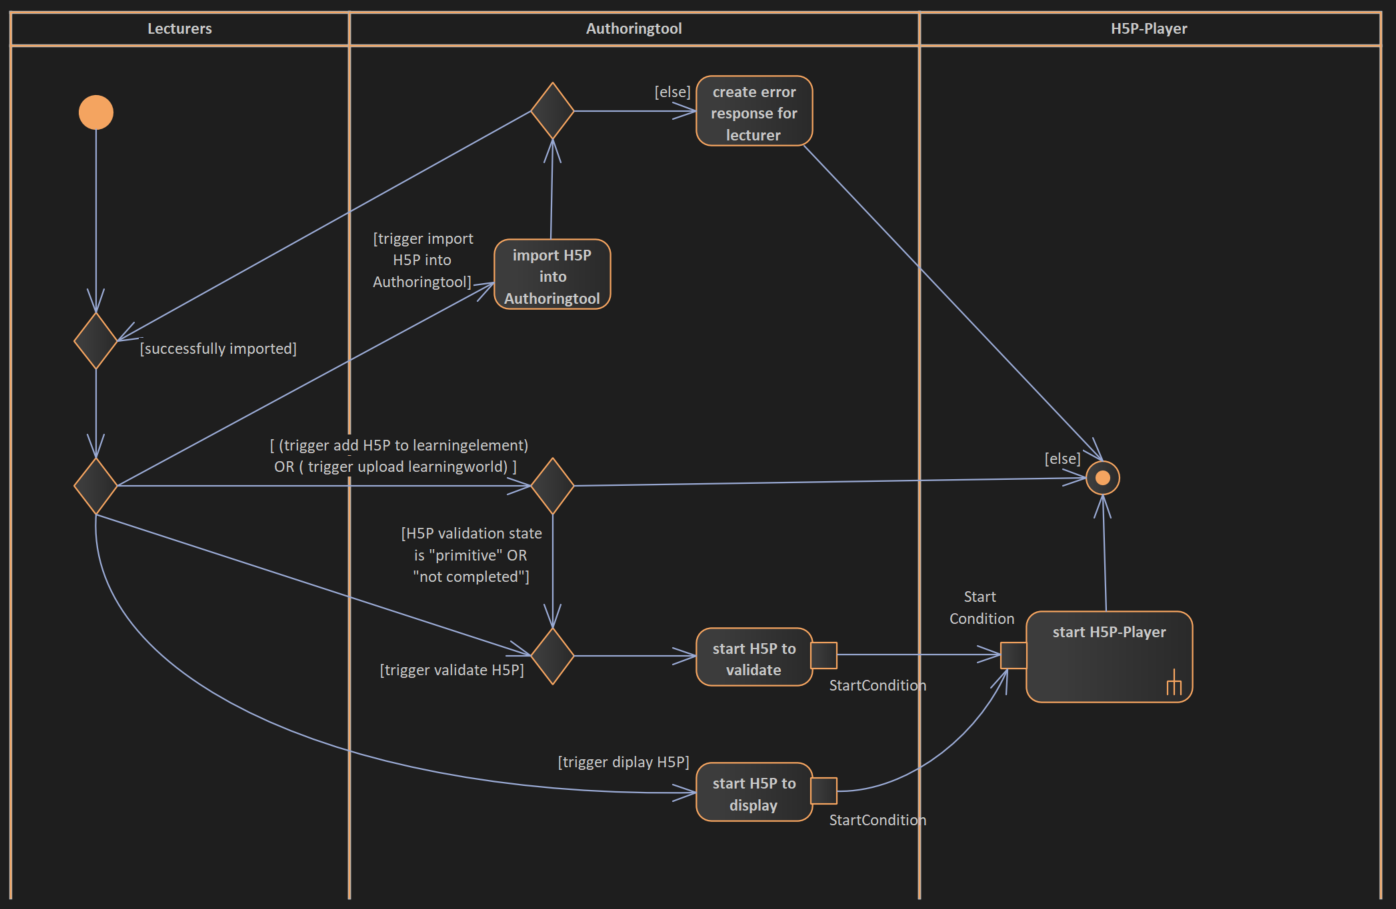 Lecturers
Authoringtool
H5P-Player
[else]
create error
response for
lecturer
[trigger import
H5P into
Authoringtool]
import H5P
into
Authoringtool
[successfully imported]
[ (trigger add H5P to learningelement)
OR ( trigger upload learningworld) ]
[else]
[H5P validation state
is "primitive" OR
"not completed"]
Start
Condition
start H5P-Player
[trigger validate H5P]
start H5P to
validate
StartCondition
[trigger diplay H5P]
start H5P to
display
StartCondition